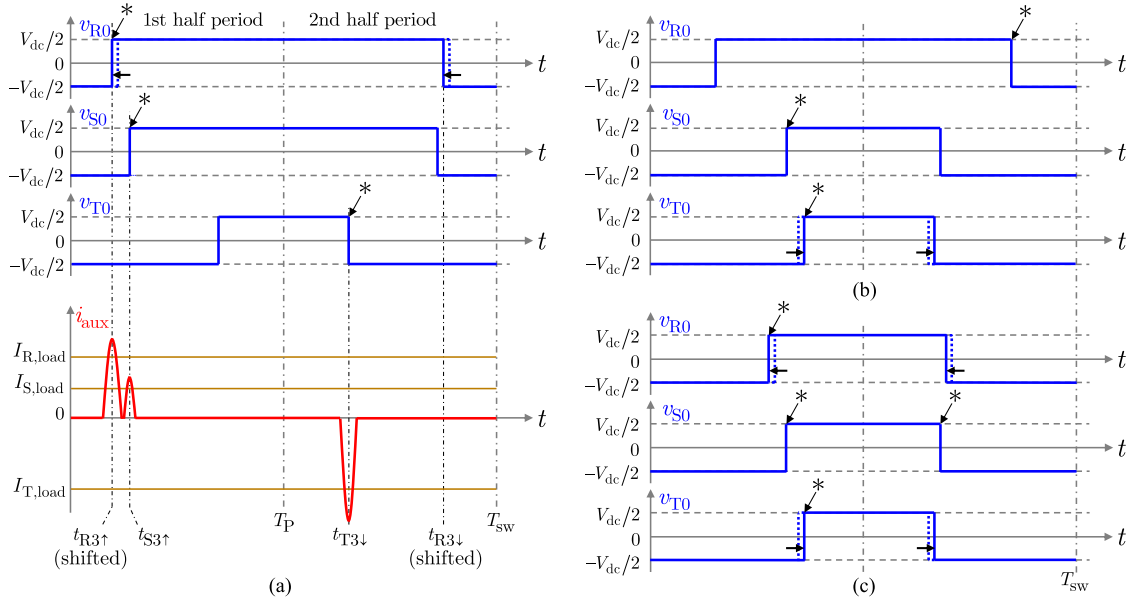 v_R0 * 1st half period 2nd half period
V_dc/2
0 t
−V_dc/2
v_S0 *
V_dc/2
0 t
−V_dc/2
v_T0 *
V_dc/2
0 t
−V_dc/2
i_aux
I_R,load
I_S,load
0 t
I_T,load
t_R3↑ t_S3↑ T_P t_T3↓ t_R3↓ T_sw
(shifted) (shifted)
(a)
v_R0 *
V_dc/2
0 t
−V_dc/2
v_S0 *
V_dc/2
0 t
−V_dc/2
v_T0 *
V_dc/2
0 t
−V_dc/2
(b)
v_R0 *
V_dc/2
0 t
−V_dc/2
v_S0 * *
V_dc/2
0 t
−V_dc/2
v_T0 *
V_dc/2
0 t
−V_dc/2
T_sw
(c)